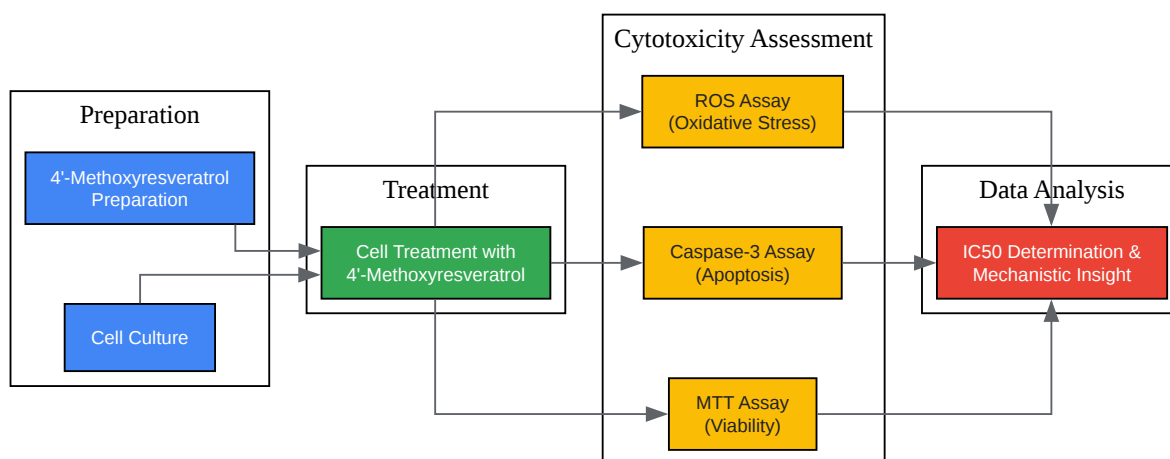 Preparation
4'-Methoxyresveratrol
Preparation
Cell Culture
Treatment
Cell Treatment with
4'-Methoxyresveratrol
Cytotoxicity Assessment
ROS Assay
(Oxidative Stress)
Caspase-3 Assay
(Apoptosis)
MTT Assay
(Viability)
Data Analysis
IC50 Determination &
Mechanistic Insight